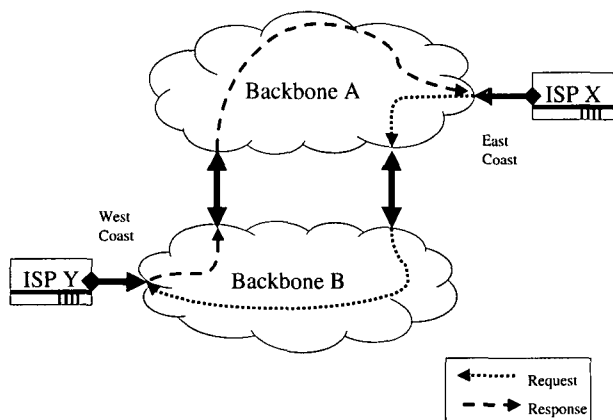 Backbone A
ISP X
East
Coast
West
Coast
ISP Y
Backbone B
Request
Response